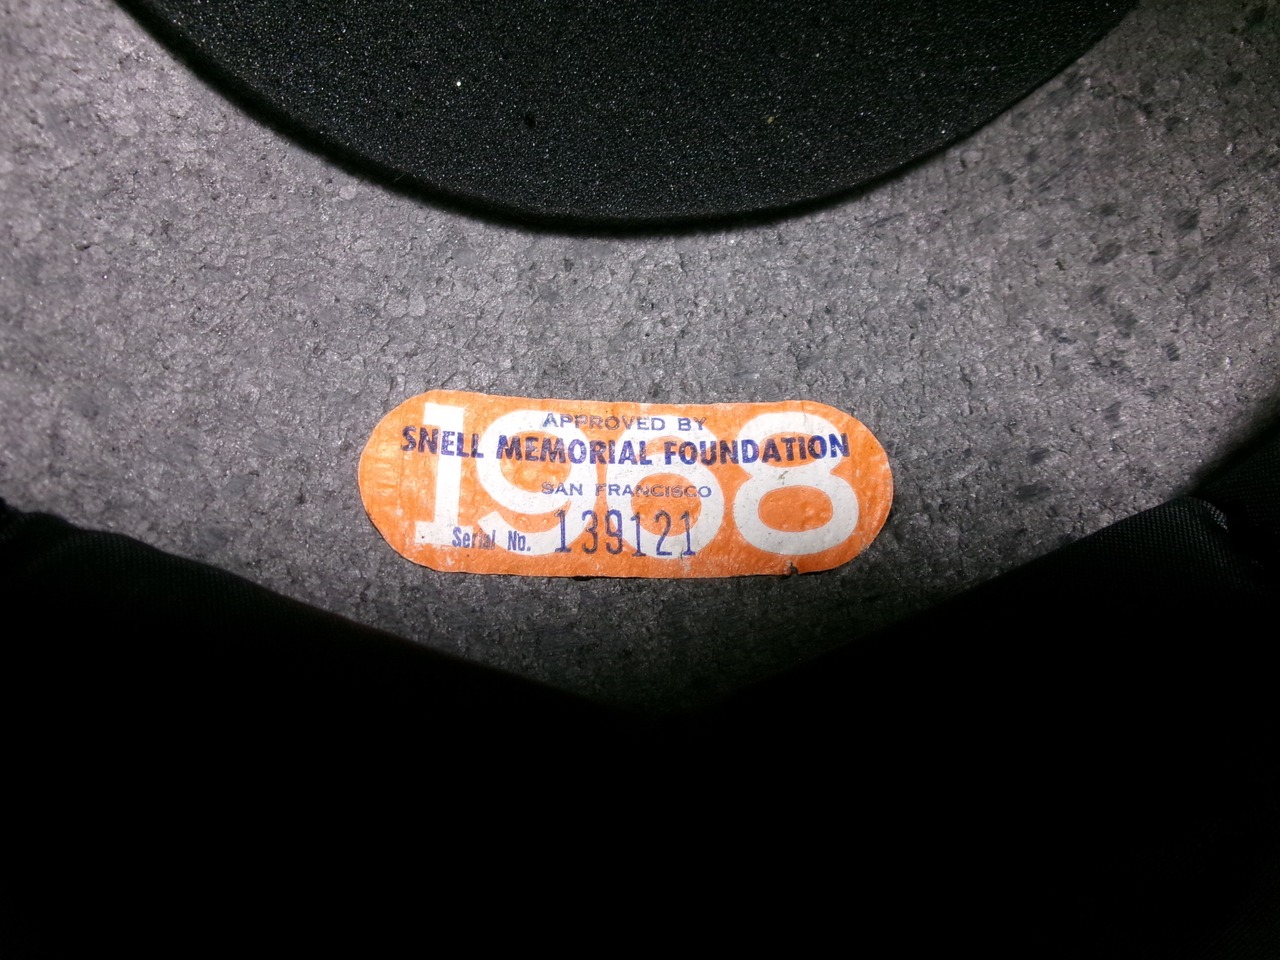 1968
APPROVED BY
SNELL MEMORIAL FOUNDATION
SAN FRANCISCO
Serial No. 139121